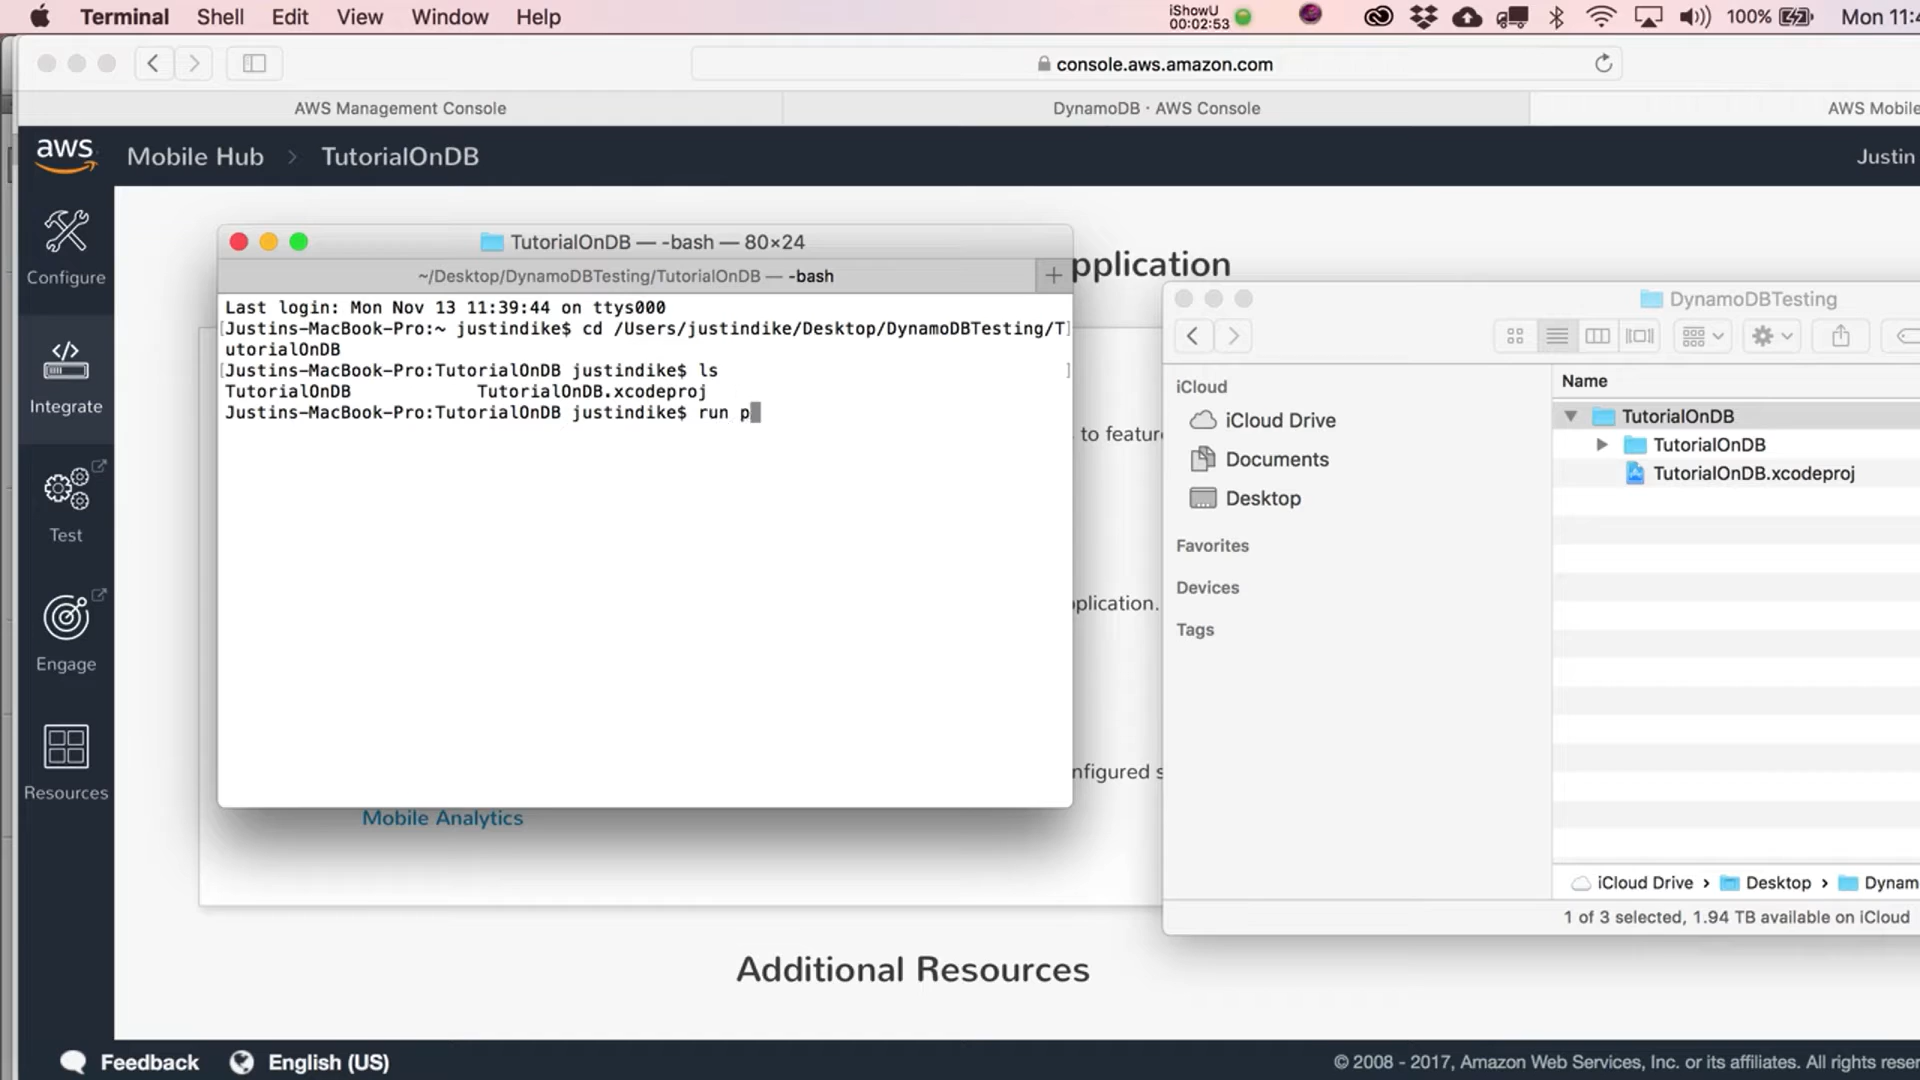 Terminal Shell Edit View Window Help iShowU 00:02:53 100% Mon 11:4
console.aws.amazon.com
AWS Management Console DynamoDB · AWS Console AWS Mobile
aws Mobile Hub > TutorialOnDB Justin
Configure
Integrate
Test
Engage
Resources
TutorialOnDB — -bash — 80×24
~/Desktop/DynamoDBTesting/TutorialOnDB — -bash
Last login: Mon Nov 13 11:39:44 on ttys000
[Justins-MacBook-Pro:~ justindike$ cd /Users/justindike/Desktop/DynamoDBTesting/T]
utorialOnDB
[Justins-MacBook-Pro:TutorialOnDB justindike$ ls ]
TutorialOnDB TutorialOnDB.xcodeproj
Justins-MacBook-Pro:TutorialOnDB justindike$ run p
pplication
to featur
pplication.
nfigured s
Mobile Analytics
DynamoDBTesting
iCloud
iCloud Drive
Documents
Desktop
Favorites
Devices
Tags
Name
TutorialOnDB
TutorialOnDB
TutorialOnDB.xcodeproj
iCloud Drive › Desktop › Dynam
1 of 3 selected, 1.94 TB available on iCloud
Additional Resources
Feedback English (US) © 2008 - 2017, Amazon Web Services, Inc. or its affiliates. All rights reser